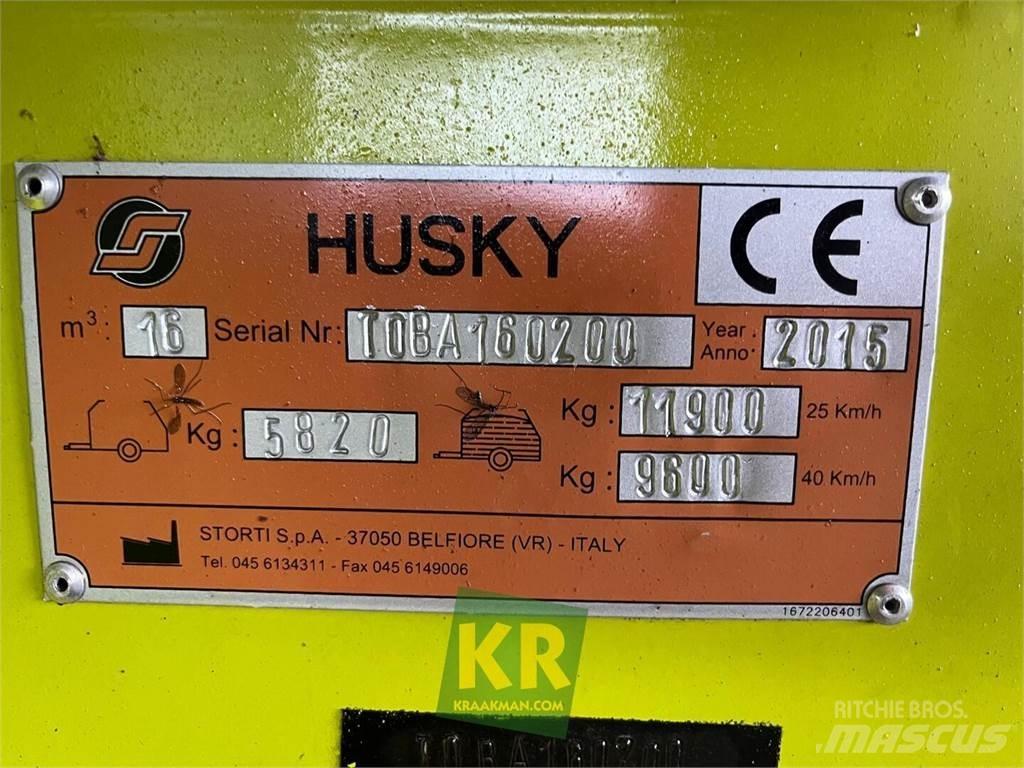 HUSKY
CE
m³: 16 Serial Nr: T0BA160200 Year: Anno: 2015
Kg: 5820
Kg: 11900 25 Km/h
Kg: 9600 40 Km/h
STORTI S.p.A. - 37050 BELFIORE (VR) - ITALY
Tel. 045 6134311 - Fax 045 6149006
1672206401
KR
KRAAKMAN.COM
RITCHIE BROS.
MASCUS